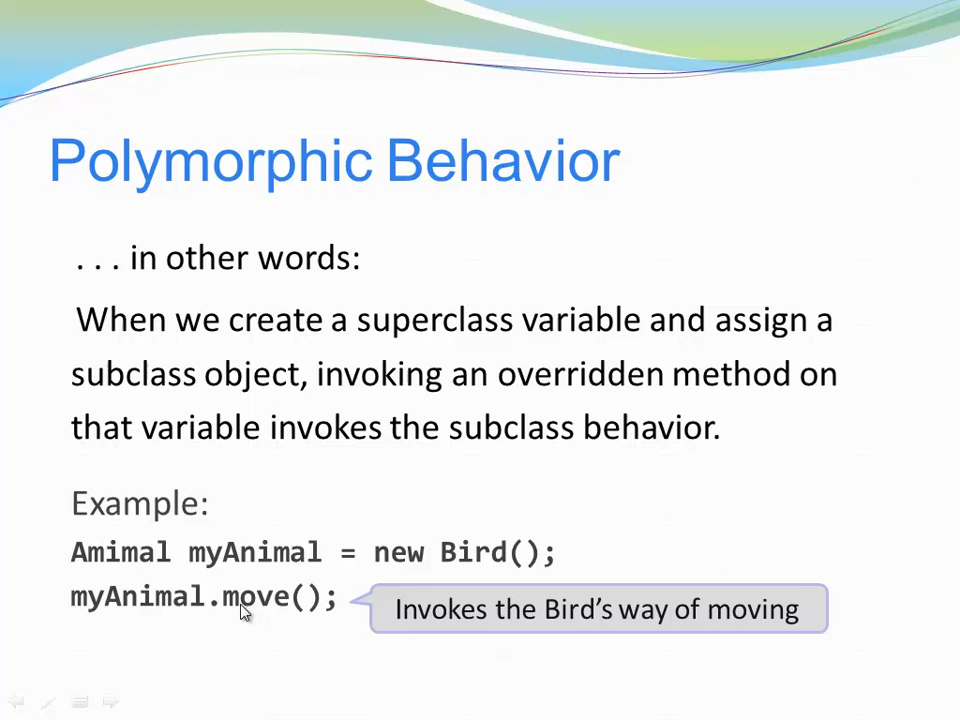 Polymorphic Behavior
. . . in other words:
When we create a superclass variable and assign a
subclass object, invoking an overridden method on
that variable invokes the subclass behavior.
Example:
Amimal myAnimal = new Bird();
myAnimal.move();
Invokes the Bird’s way of moving